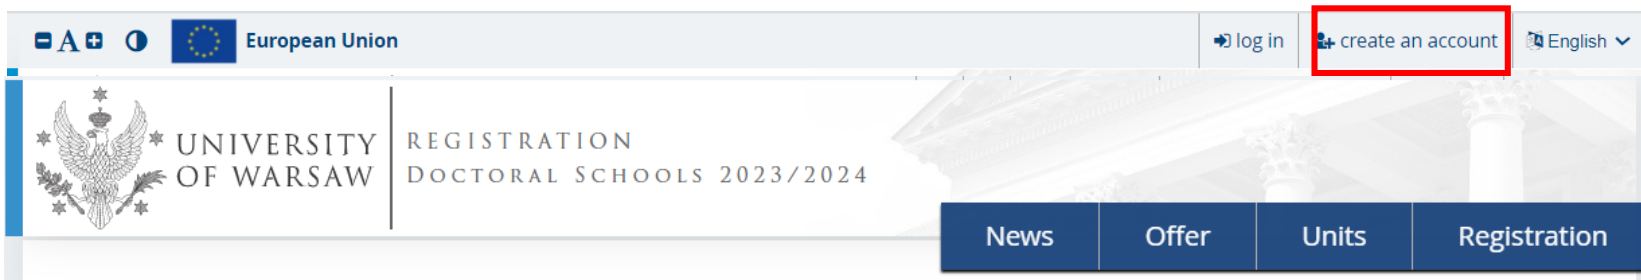 A European Union log in create an account English
UNIVERSITY OF WARSAW
REGISTRATION
DOCTORAL SCHOOLS 2023/2024
News Offer Units Registration